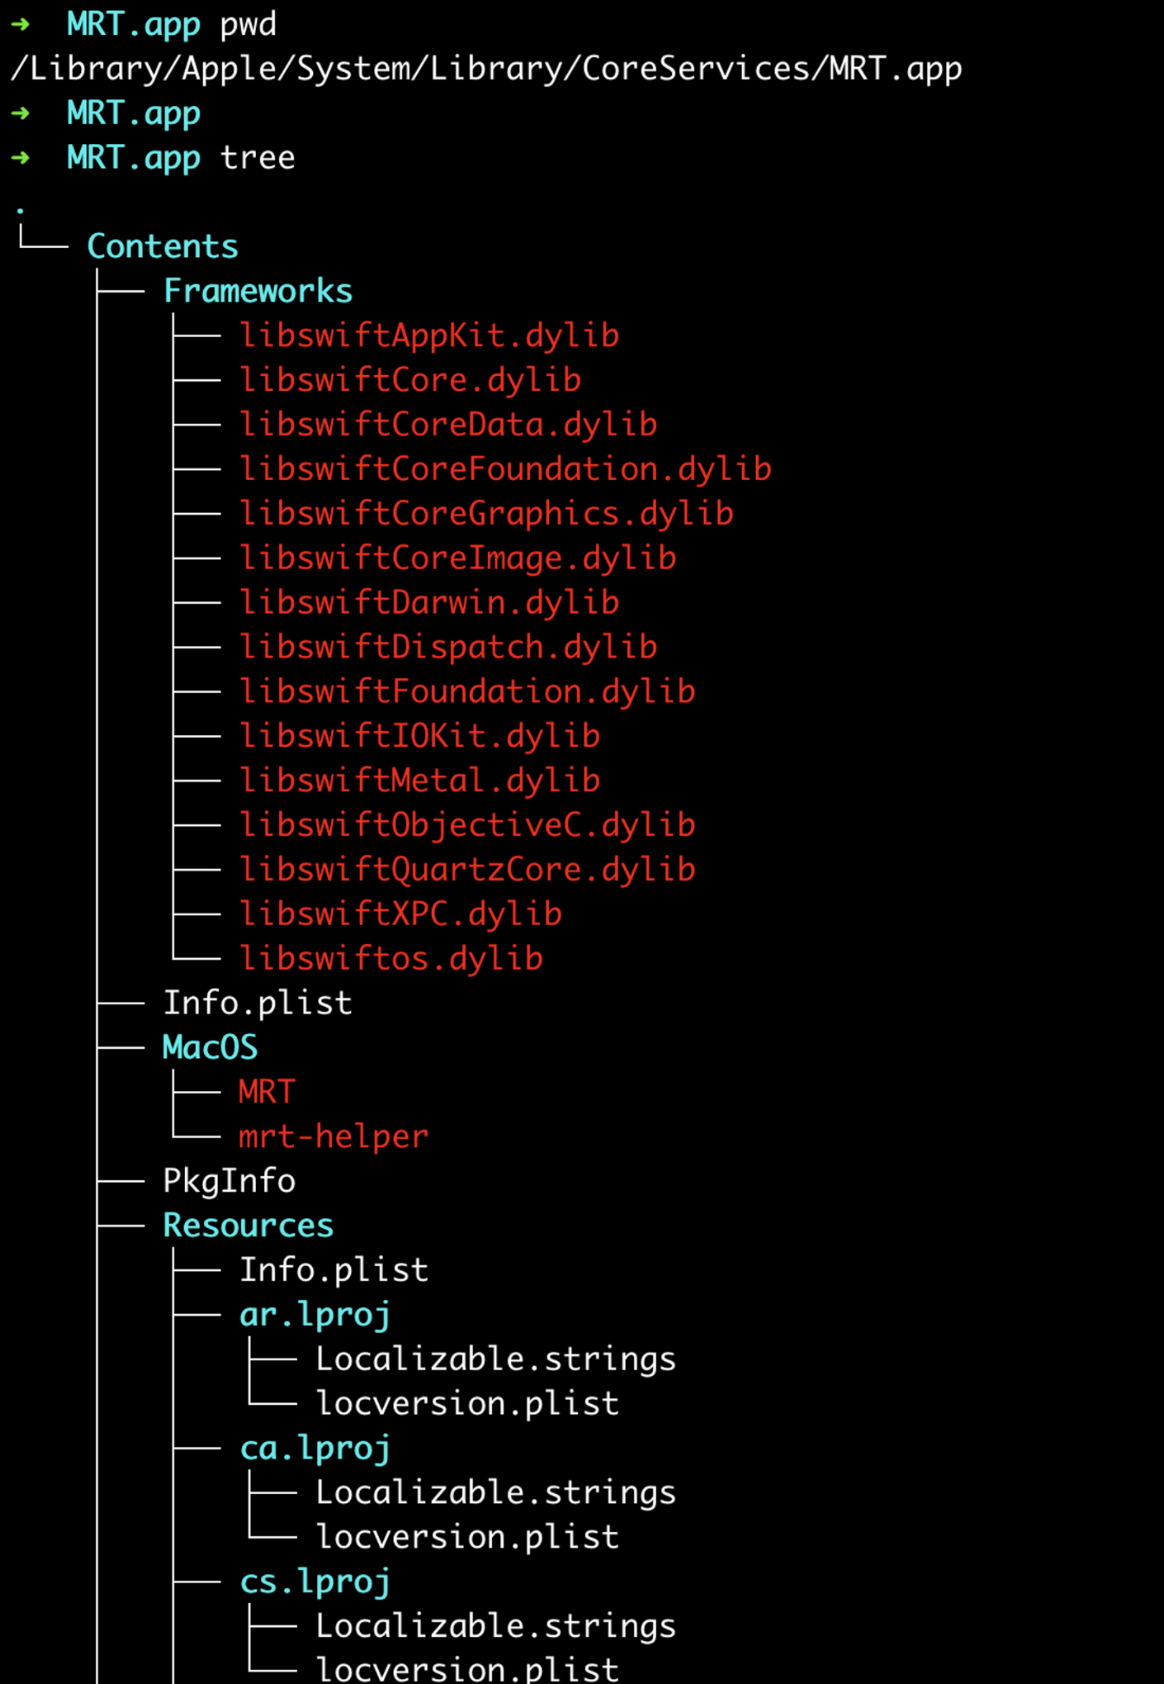 ➜  MRT.app pwd
/Library/Apple/System/Library/CoreServices/MRT.app
➜  MRT.app
➜  MRT.app tree
.
└── Contents
    ├── Frameworks
    │   ├── libswiftAppKit.dylib
    │   ├── libswiftCore.dylib
    │   ├── libswiftCoreData.dylib
    │   ├── libswiftCoreFoundation.dylib
    │   ├── libswiftCoreGraphics.dylib
    │   ├── libswiftCoreImage.dylib
    │   ├── libswiftDarwin.dylib
    │   ├── libswiftDispatch.dylib
    │   ├── libswiftFoundation.dylib
    │   ├── libswiftIOKit.dylib
    │   ├── libswiftMetal.dylib
    │   ├── libswiftObjectiveC.dylib
    │   ├── libswiftQuartzCore.dylib
    │   ├── libswiftXPC.dylib
    │   └── libswiftos.dylib
    ├── Info.plist
    ├── MacOS
    │   ├── MRT
    │   └── mrt-helper
    ├── PkgInfo
    ├── Resources
    │   ├── Info.plist
    │   ├── ar.lproj
    │   │   ├── Localizable.strings
    │   │   └── locversion.plist
    │   ├── ca.lproj
    │   │   ├── Localizable.strings
    │   │   └── locversion.plist
    │   ├── cs.lproj
    │   │   ├── Localizable.strings
    │   │   └── locversion.plist